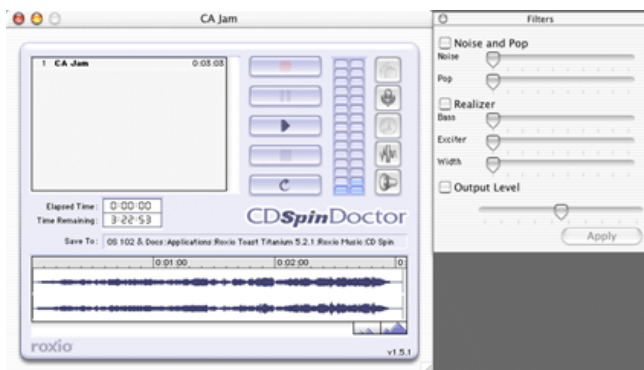 CA Jam
1 CA Jam 0:03:03
Elapsed Time: 0:00:00
Time Remaining: 3:22:53
CDSpinDoctor
Save To: OS 102 & Docs:Applications:Roxio Toast Titanium 5.2.1:Roxio Music:CD Spin
0:01:00 0:02:00 0:
roxio
v1.5.1
Filters
Noise and Pop
Noise
Pop
Realizer
Bass
Exciter
Width
Output Level
Apply